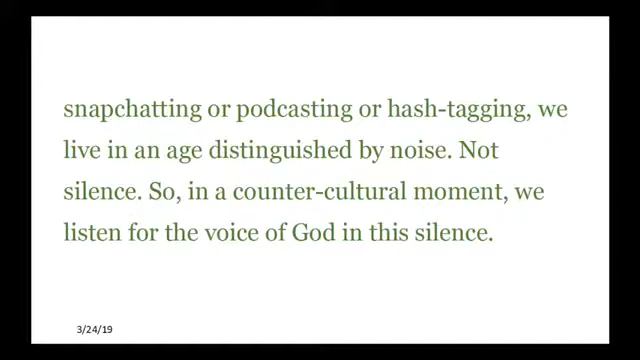 snapchatting or podcasting or hash-tagging, we
live in an age distinguished by noise. Not
silence. So, in a counter-cultural moment, we
listen for the voice of God in this silence.
3/24/19